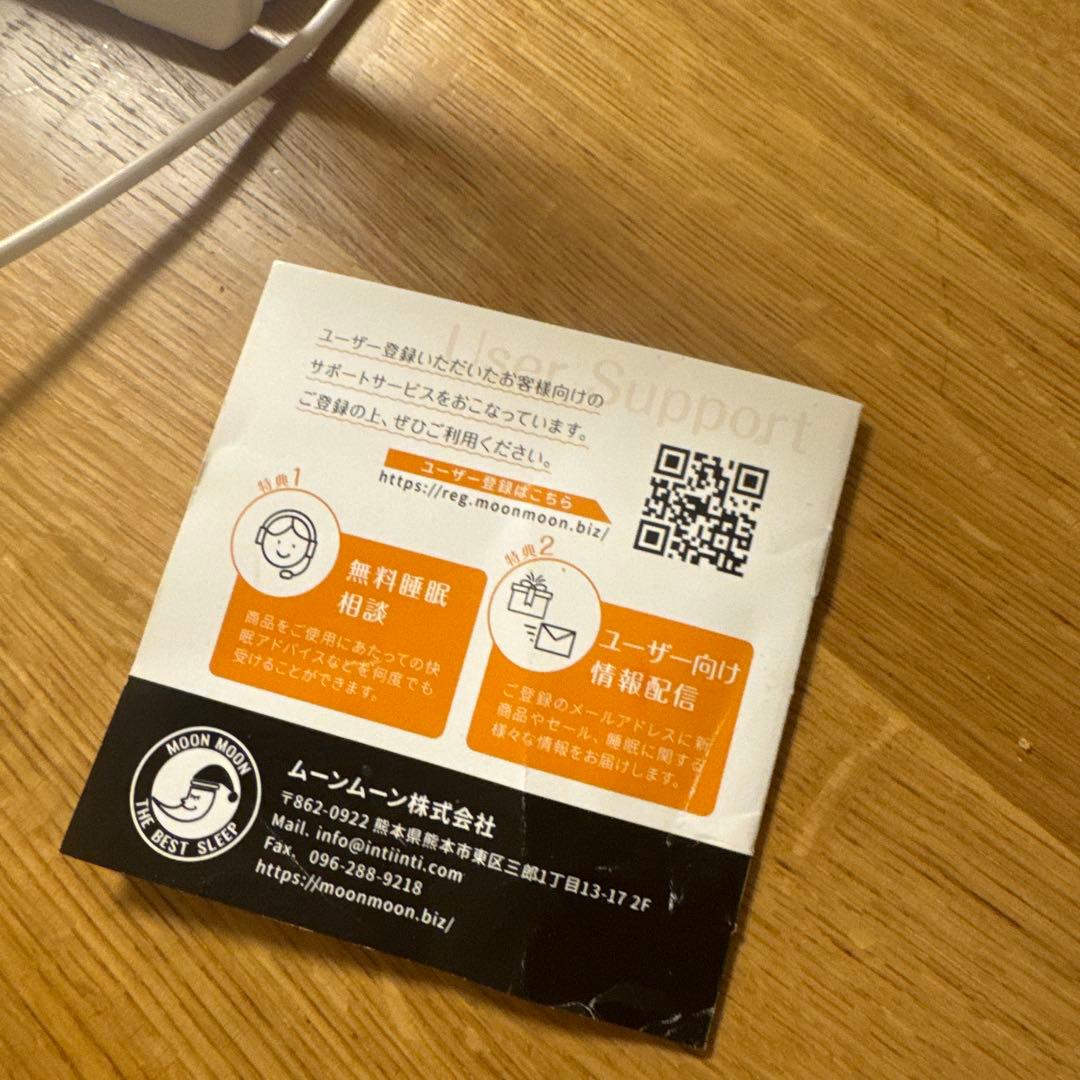 User Support
ユーザー登録いただいたお客様向けの
サポートサービスをおこなっています。
ご登録の上、ぜひご利用ください。
ユーザー登録はこちら
https://reg.moonmoon.biz/
特典1
無料睡眠
相談
商品をご使用にあたっての快
眠アドバイスなどを何度でも
受けることができます。
特典2
ユーザー向け
情報配信
ご登録のメールアドレスに新
商品やセール、睡眠に関する
様々な情報をお届けします。
MOON MOON
THE BEST SLEEP
ムーンムーン株式会社
〒862-0922 熊本県熊本市東区三郎1丁目13-17 2F
Mail. info@intiinti.com
Fax. 096-288-9218
https://moonmoon.biz/